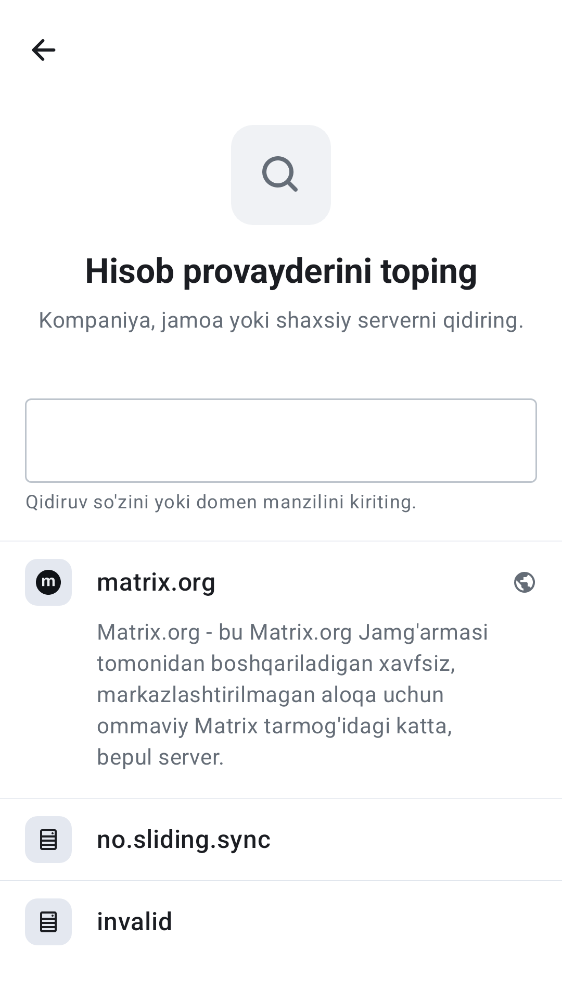 Hisob provayderini toping
Kompaniya, jamoa yoki shaxsiy serverni qidiring.
Qidiruv so'zini yoki domen manzilini kiriting.
m
matrix.org
Matrix.org - bu Matrix.org Jamg'armasi
tomonidan boshqariladigan xavfsiz,
markazlashtirilmagan aloqa uchun
ommaviy Matrix tarmog'idagi katta,
bepul server.
no.sliding.sync
invalid